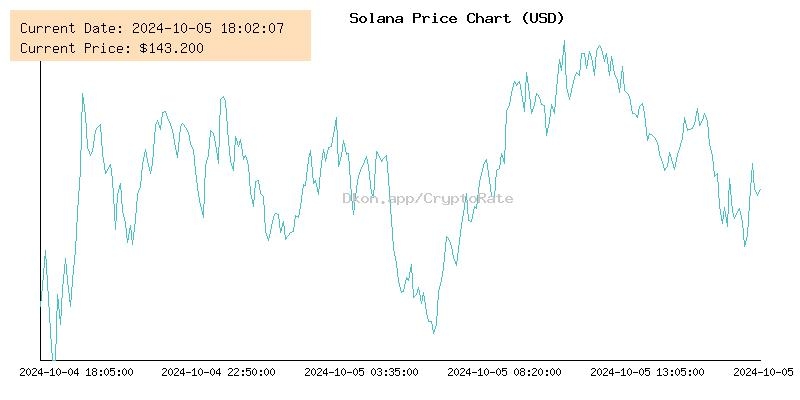 Solana Price Chart (USD)
Current Date: 2024-10-05 18:02:07
Current Price: $143.200
Dkon.app/CryptoRate
2024-10-04 18:05:00
2024-10-04 22:50:00
2024-10-05 03:35:00
2024-10-05 08:20:00
2024-10-05 13:05:00
2024-10-05